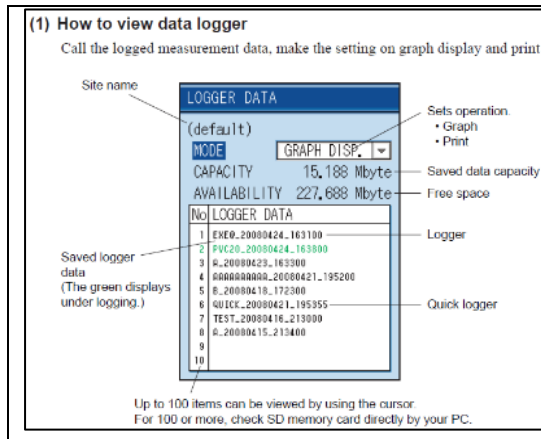 (1) How to view data logger
Call the logged measurement data, make the setting on graph display and print
Site name
LOGGER DATA
(default)
MODE GRAPH DISP.
CAPACITY 15.188 Mbyte
AVAILABILITY 227.688 Mbyte
No LOGGER DATA
1 EXE0_20080424_163100
2 PVC20_20080424_163800
3 A_20080423_163300
4 AAAAAAAAAA_20080421_195200
5 B_20080418_172300
6 QUICK_20080421_195355
7 TEST_20080416_213000
8 A_20080415_213400
9
10
Sets operation.
• Graph
• Print
Saved data capacity
Free space
Logger
Quick logger
Saved logger
data
(The green displays
under logging.)
Up to 100 items can be viewed by using the cursor.
For 100 or more, check SD memory card directly by your PC.